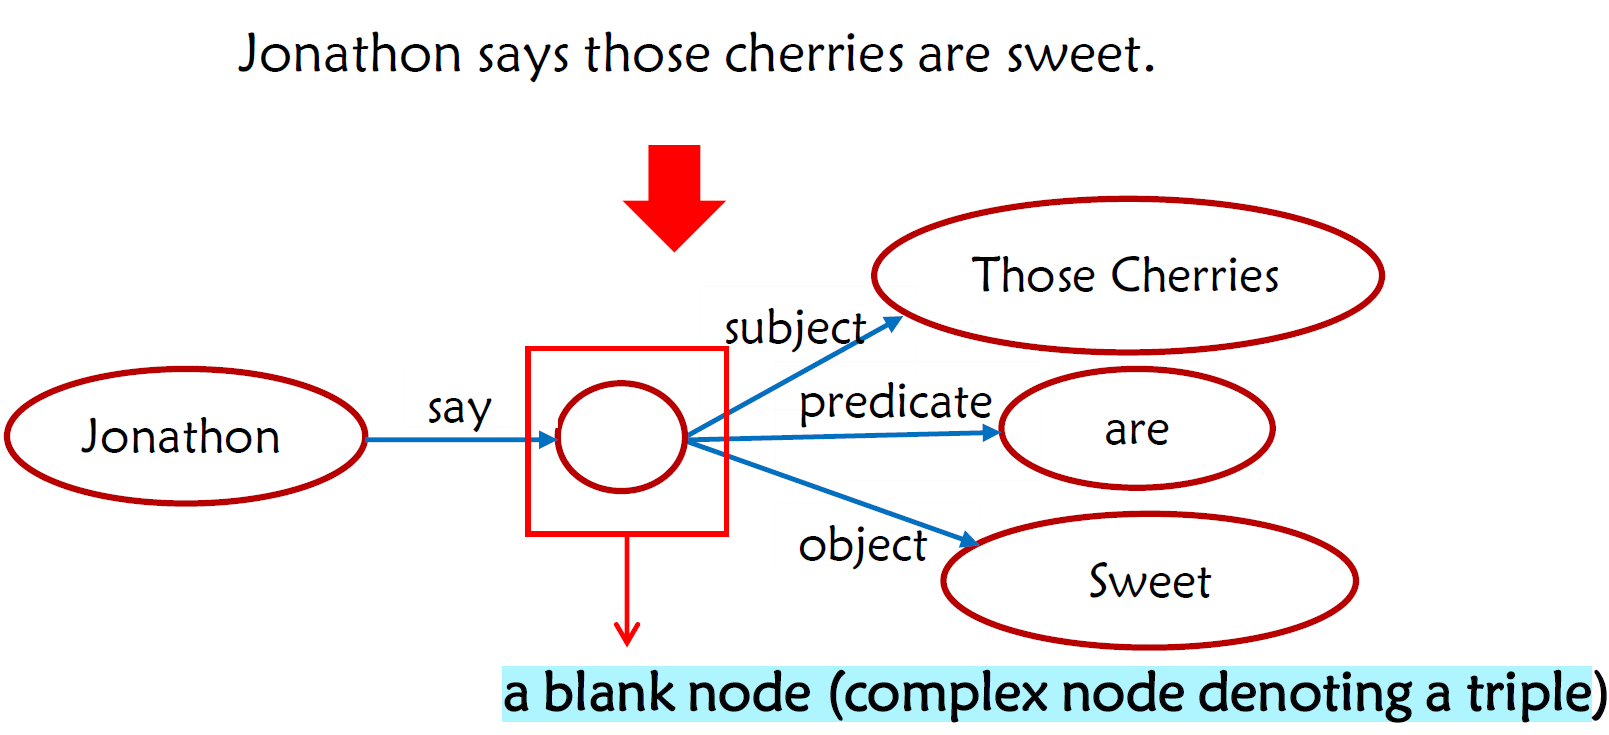 Jonathon says those cherries are sweet.
Those Cherries
subject
predicate
say
Jonathon
are
object
Sweet
a blank node (complex node denoting a triple)